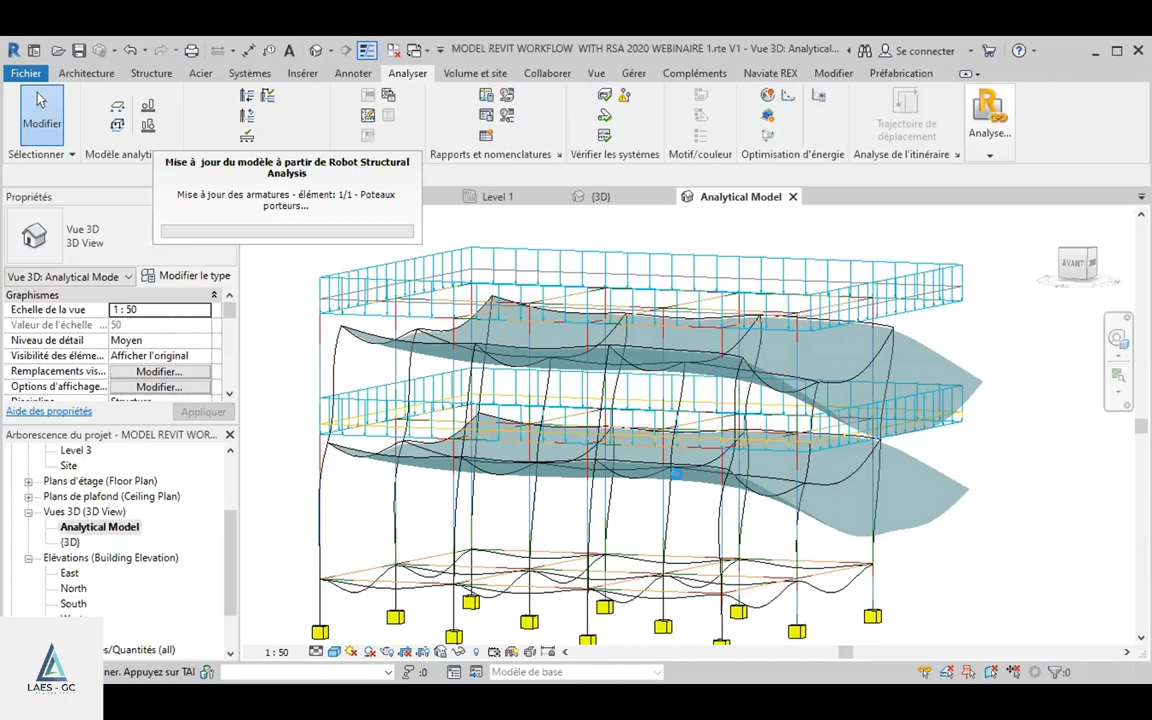 MODEL REVIT WORKFLOW WITH RSA 2020 WEBINAIRE 1.rte V1 - Vue 3D: Analytical...
Se connecter
Fichier Architecture Structure Acier Systèmes Insérer Annoter Analyser Volume et site Collaborer Vue Gérer Compléments Naviate REX Modifier Préfabrication
Modifier
Trajectoire de
déplacement
Analyse...
Sélectionner
Modèle analyti
Rapports et nomenclatures
Vérifier les systèmes
Motif/couleur
Optimisation d'énergie
Analyse de l'itinéraire
Mise à jour du modèle à partir de Robot Structural
Analysis
Mise à jour des armatures - élément: 1/1 - Poteaux
porteurs...
Propriétés
Level 1
{3D}
Analytical Model
Vue 3D
3D View
Vue 3D: Analytical Mode
Modifier le type
Graphismes
Echelle de la vue
1 : 50
Valeur de l'échelle ...
50
Niveau de détail
Moyen
Visibilité des éléme...
Afficher l'original
Remplacements vis...
Modifier...
Options d'affichage...
Modifier...
Aide des propriétés
Appliquer
Arborescence du projet - MODEL REVIT WOR...
Level 3
Site
Plans d'étage (Floor Plan)
Plans de plafond (Ceiling Plan)
Vues 3D (3D View)
Analytical Model
{3D}
Elévations (Building Elevation)
East
North
South
es/Quantités (all)
AVANT
1 : 50
ner. Appuyez sur TAI
:0
Modèle de base
:0
LAES - GC